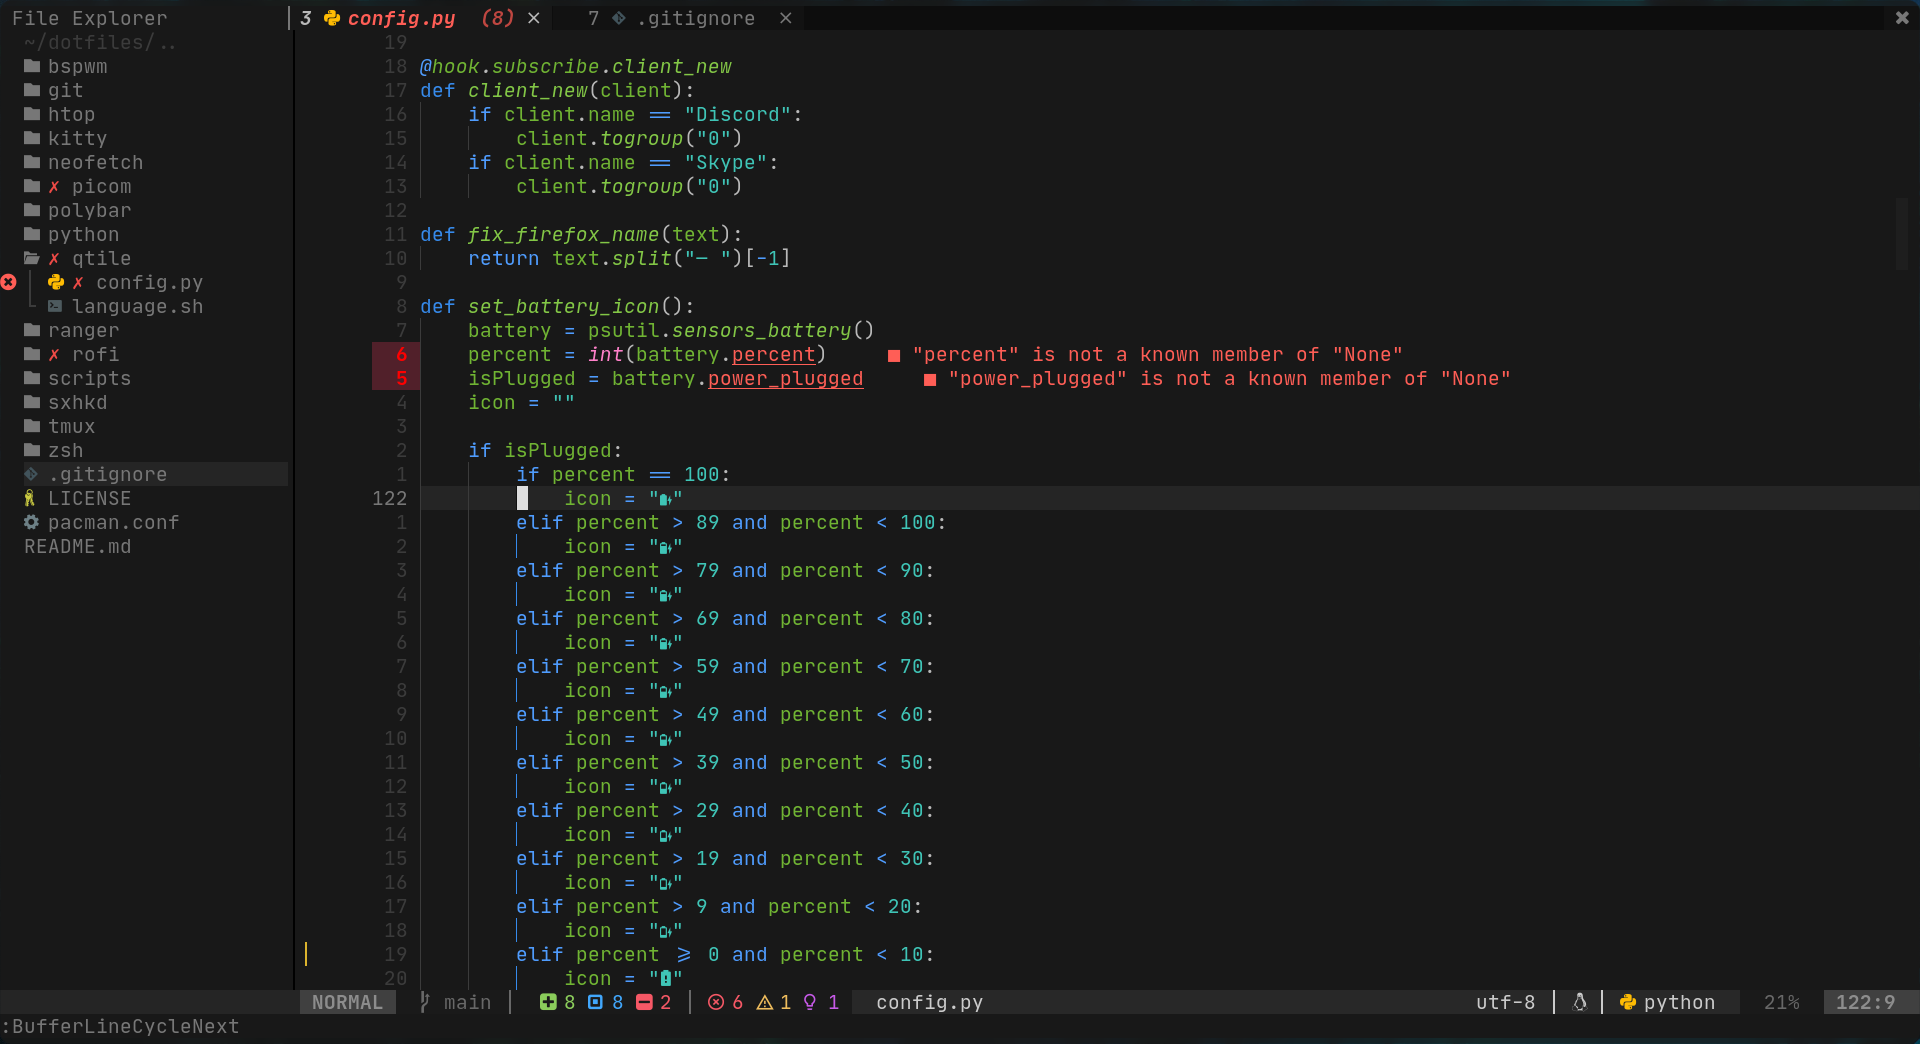 File Explorer
3 config.py (8) ✕ 7 .gitignore ✕ ✖
~/dotfiles/..
bspwm
git
htop
kitty
neofetch
✗ picom
polybar
python
✗ qtile
✗ config.py
language.sh
ranger
✗ rofi
scripts
sxhkd
tmux
zsh
.gitignore
LICENSE
pacman.conf
README.md
19
18 @hook.subscribe.client_new
17 def client_new(client):
16 if client.name == "Discord":
15 client.togroup("0")
14 if client.name == "Skype":
13 client.togroup("0")
12
11 def fix_firefox_name(text):
10 return text.split("— ")[-1]
9
8 def set_battery_icon():
7 battery = psutil.sensors_battery()
6 percent = int(battery.percent) ■ "percent" is not a known member of "None"
5 isPlugged = battery.power_plugged ■ "power_plugged" is not a known member of "None"
4 icon = ""
3
2 if isPlugged:
1 if percent == 100:
122 icon = ""
1 elif percent > 89 and percent < 100:
2 icon = ""
3 elif percent > 79 and percent < 90:
4 icon = ""
5 elif percent > 69 and percent < 80:
6 icon = ""
7 elif percent > 59 and percent < 70:
8 icon = ""
9 elif percent > 49 and percent < 60:
10 icon = ""
11 elif percent > 39 and percent < 50:
12 icon = ""
13 elif percent > 29 and percent < 40:
14 icon = ""
15 elif percent > 19 and percent < 30:
16 icon = ""
17 elif percent > 9 and percent < 20:
18 icon = ""
19 elif percent >= 0 and percent < 10:
20 icon = ""
NORMAL main 8 8 2 6 1 1 config.py utf-8 python 21% 122:9
:BufferLineCycleNext